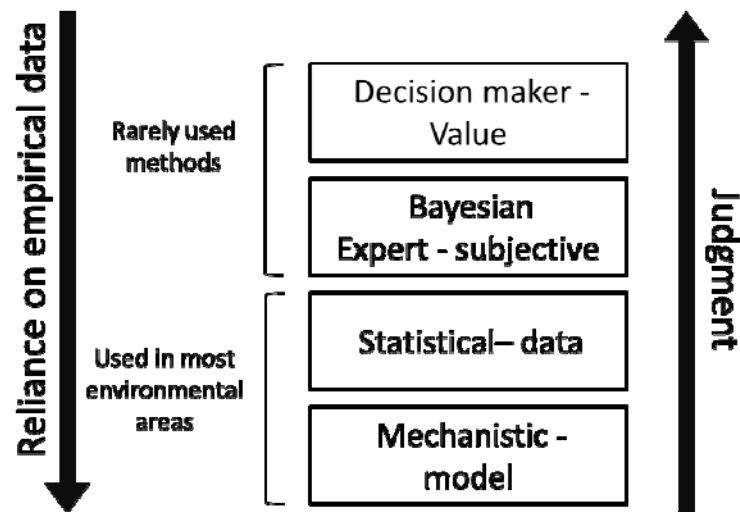 Reliance on empirical data
Rarely used
methods
Used in most
environmental
areas
Decision maker -
Value
Bayesian
Expert - subjective
Statistical– data
Mechanistic -
model
Judgment